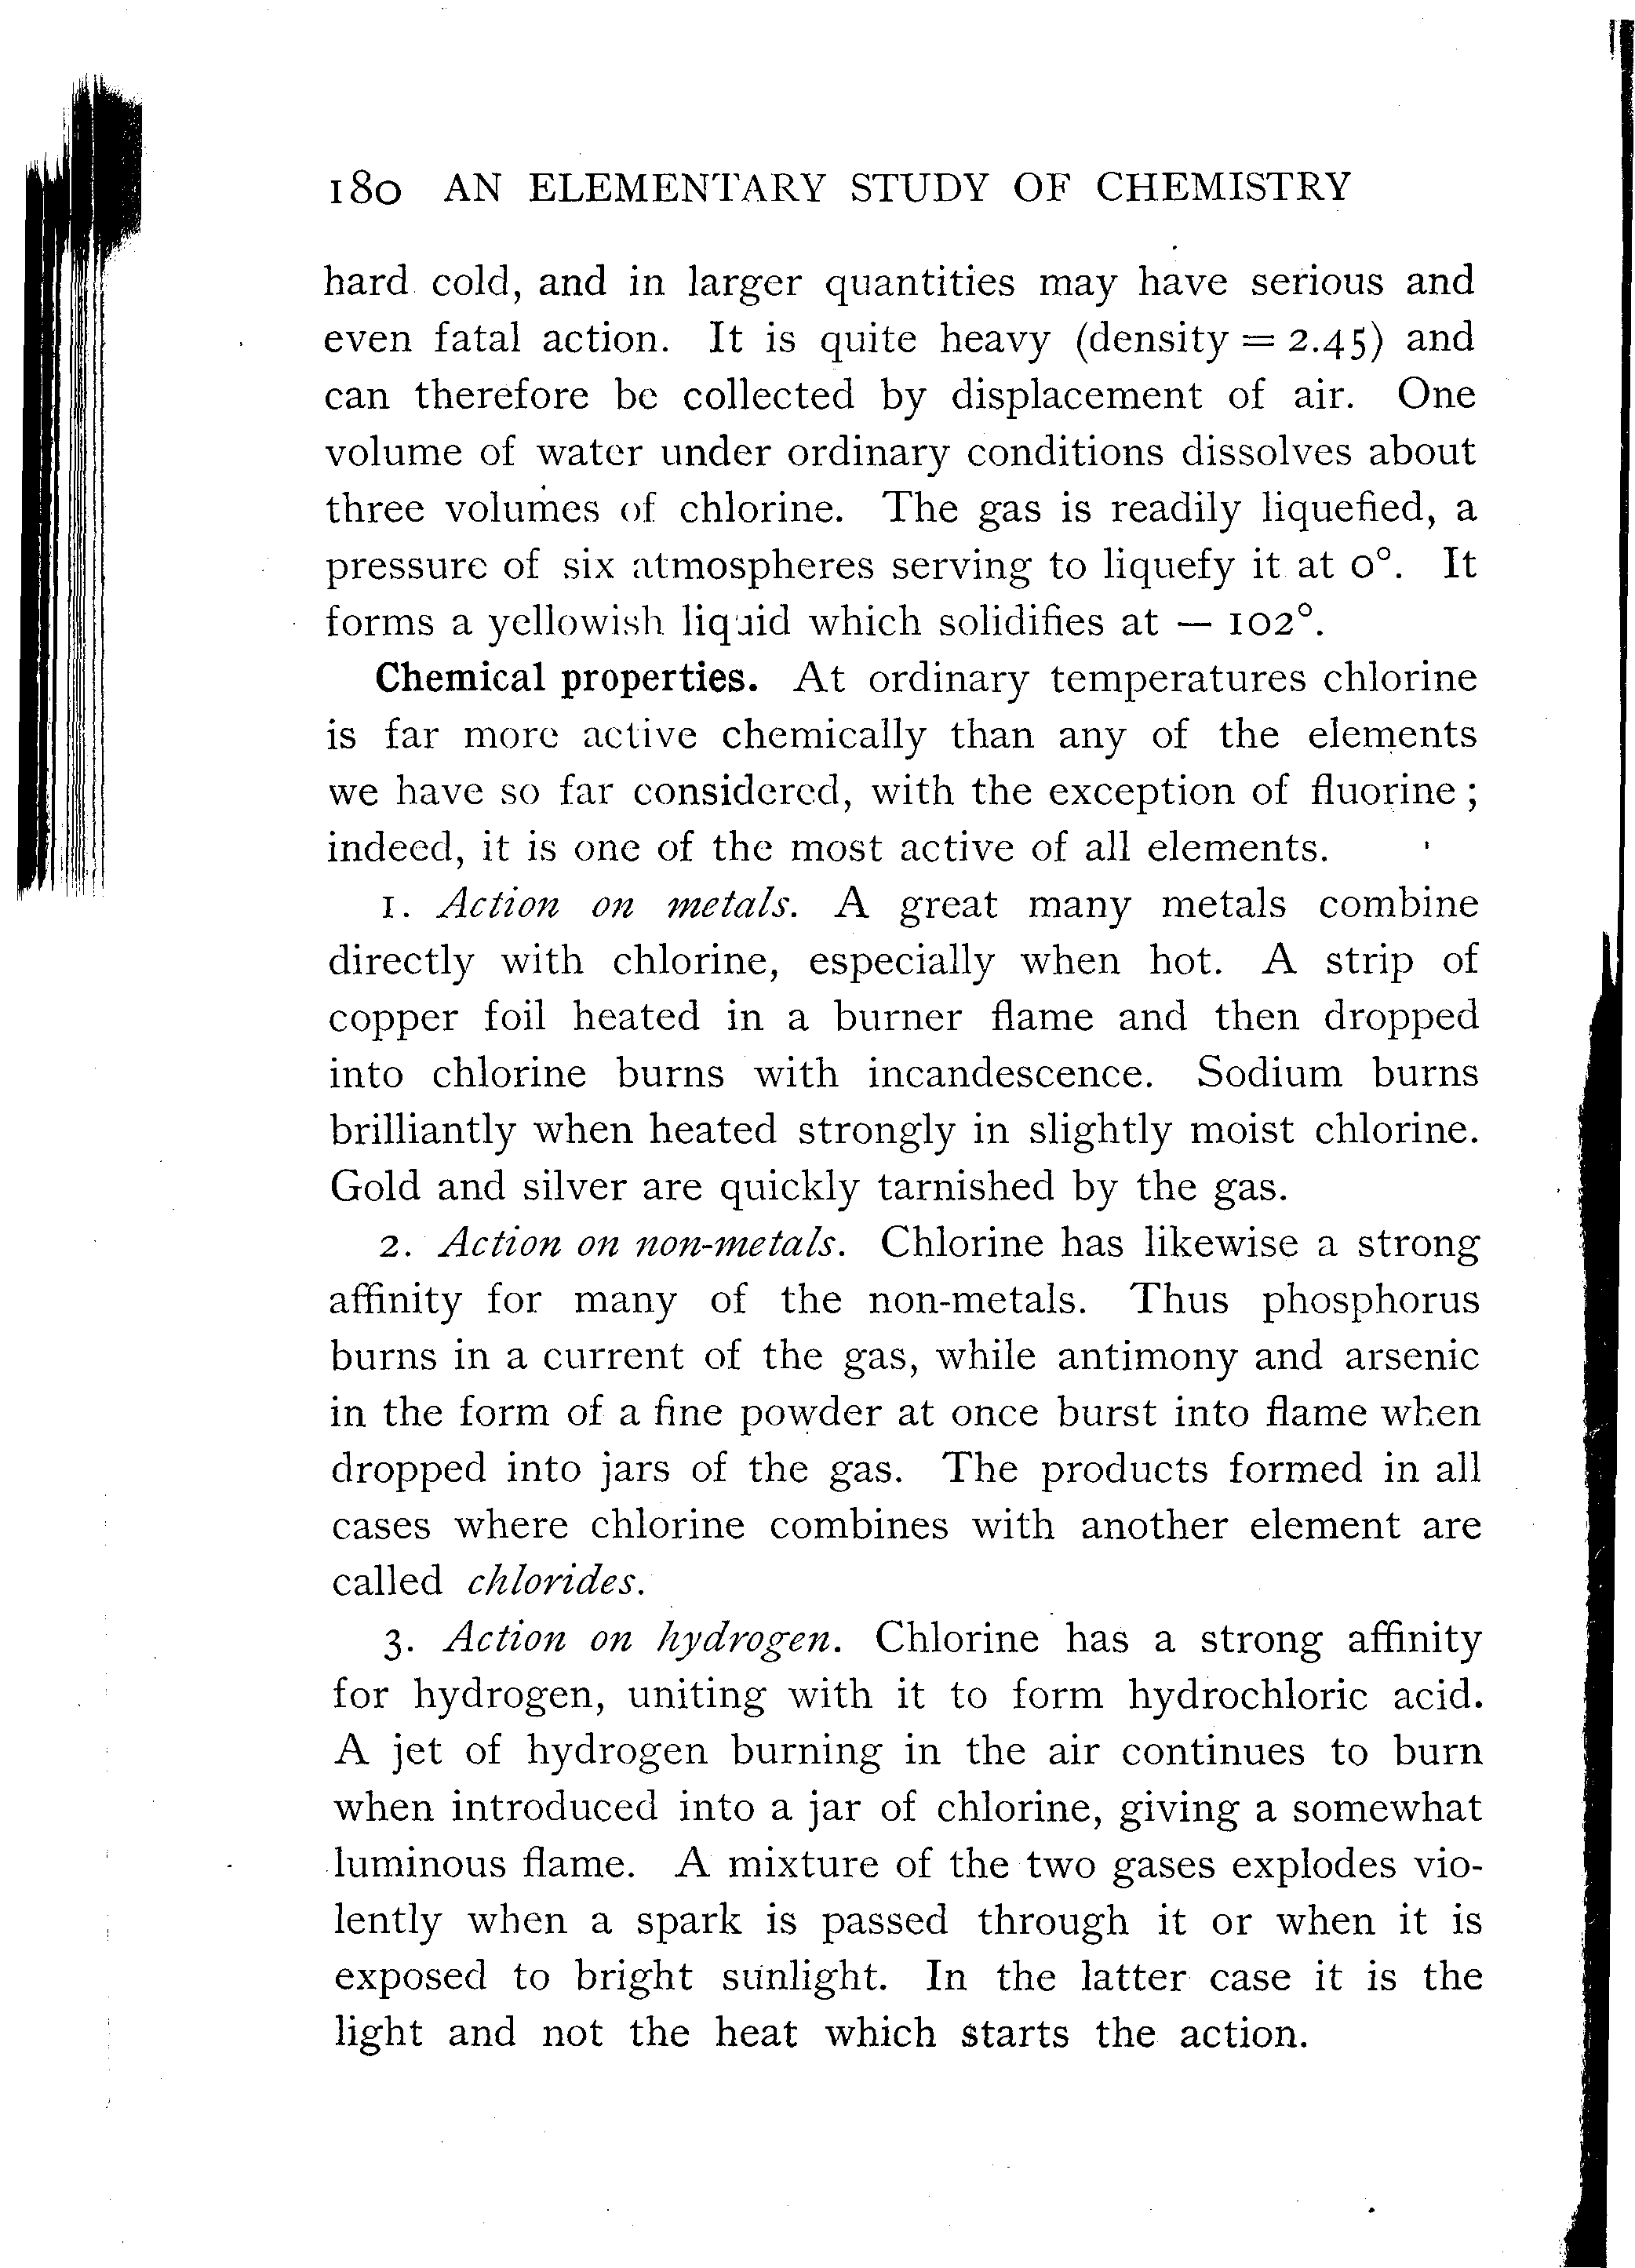 180 AN ELEMENTARY STUDY OF CHEMISTRY
hard cold, and in larger quantities may have serious and
even fatal action. It is quite heavy (density = 2.45) and
can therefore be collected by displacement of air. One
volume of water under ordinary conditions dissolves about
three volumes of chlorine. The gas is readily liquefied, a
pressure of six atmospheres serving to liquefy it at 0°. It
forms a yellowish liquid which solidifies at – 102°.
Chemical properties. At ordinary temperatures chlorine
is far more active chemically than any of the elements
we have so far considered, with the exception of fluorine ;
indeed, it is one of the most active of all elements.
1. Action on metals. A great many metals combine
directly with chlorine, especially when hot. A strip of
copper foil heated in a burner flame and then dropped
into chlorine burns with incandescence. Sodium burns
brilliantly when heated strongly in slightly moist chlorine.
Gold and silver are quickly tarnished by the gas.
2. Action on non-metals. Chlorine has likewise a strong
affinity for many of the non-metals. Thus phosphorus
burns in a current of the gas, while antimony and arsenic
in the form of a fine powder at once burst into flame when
dropped into jars of the gas. The products formed in all
cases where chlorine combines with another element are
called chlorides.
3. Action on hydrogen. Chlorine has a strong affinity
for hydrogen, uniting with it to form hydrochloric acid.
A jet of hydrogen burning in the air continues to burn
when introduced into a jar of chlorine, giving a somewhat
luminous flame. A mixture of the two gases explodes vio-
lently when a spark is passed through it or when it is
exposed to bright sunlight. In the latter case it is the
light and not the heat which starts the action.